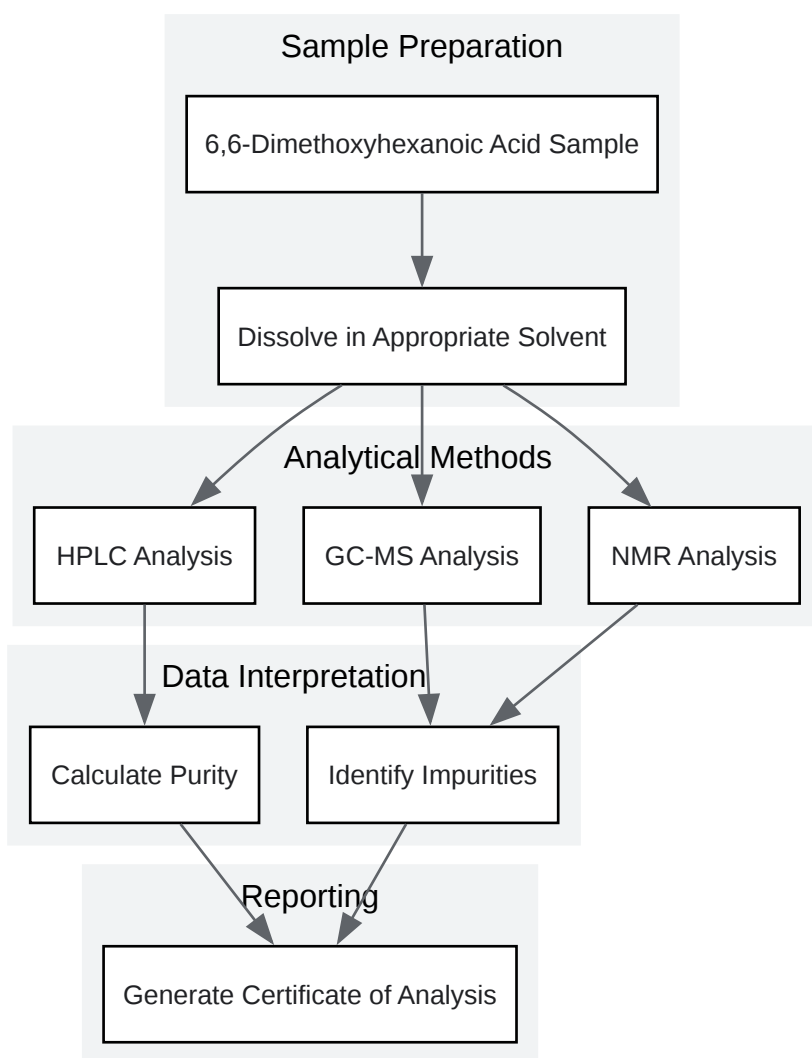 Sample Preparation
6,6-Dimethoxyhexanoic Acid Sample
Dissolve in Appropriate Solvent
Analytical Methods
HPLC Analysis
GC-MS Analysis
NMR Analysis
Data Interpretation
Calculate Purity
Identify Impurities
Reporting
Generate Certificate of Analysis